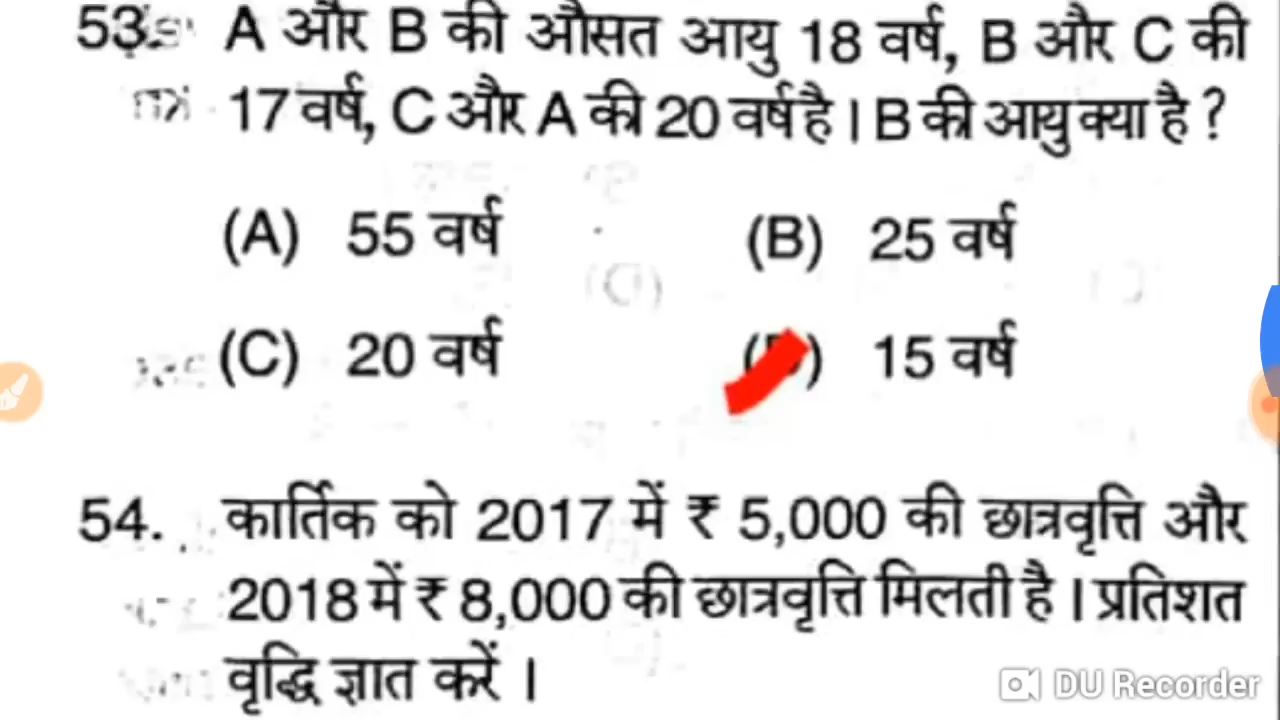 53. A और B की औसत आयु 18 वर्ष, B और C की
17 वर्ष, C और A की 20 वर्ष है । B की आयु क्या है ?
(A) 55 वर्ष (B) 25 वर्ष
(C) 20 वर्ष (D) 15 वर्ष
54. कार्तिक को 2017 में ₹ 5,000 की छात्रवृत्ति और
2018 में ₹ 8,000 की छात्रवृत्ति मिलती है । प्रतिशत
वृद्धि ज्ञात करें ।
DU Recorder